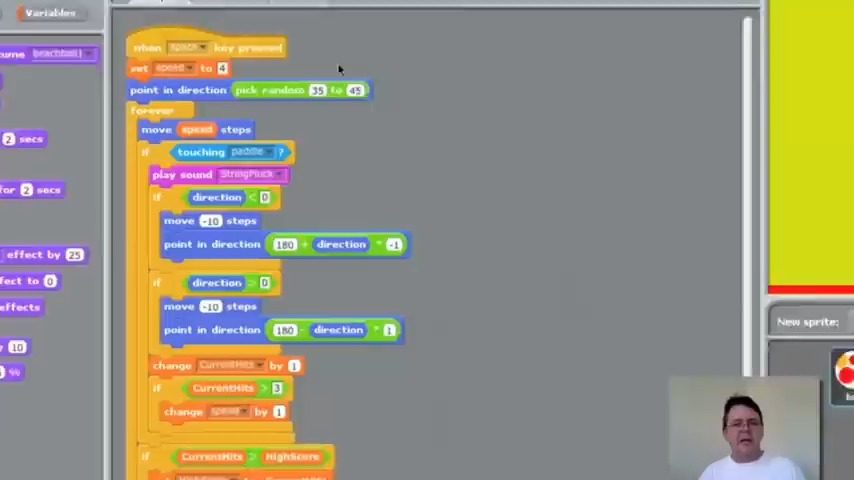 Variables
when space key pressed
set speed to 4
point in direction pick random 35 to 45
forever
move speed steps
if touching paddle ?
2 secs
play sound StringPluck
for 2 secs
if direction < 0
move -10 steps
point in direction 180 + direction * -1
effect by 25
fect to 0
if direction > 0
effects
move -10 steps
New sprite:
point in direction 180 - direction * 1
10
change CurrentHits by 1
%
if CurrentHits > 3
change speed by 1
if CurrentHits > HighScore